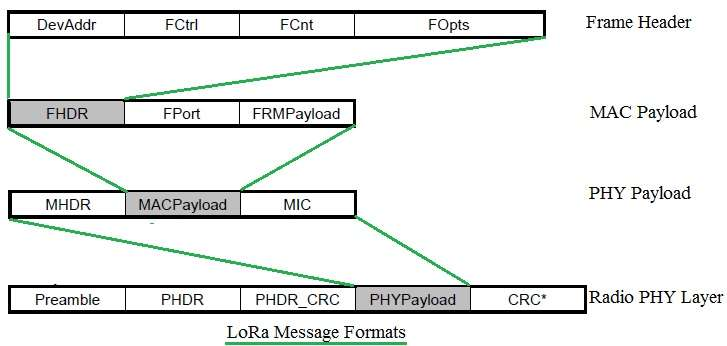 DevAddr FCtrl FCnt FOpts Frame Header
FHDR FPort FRMPayload MAC Payload
MHDR MACPayload MIC PHY Payload
Preamble PHDR PHDR_CRC PHYPayload CRC* Radio PHY Layer
LoRa Message Formats